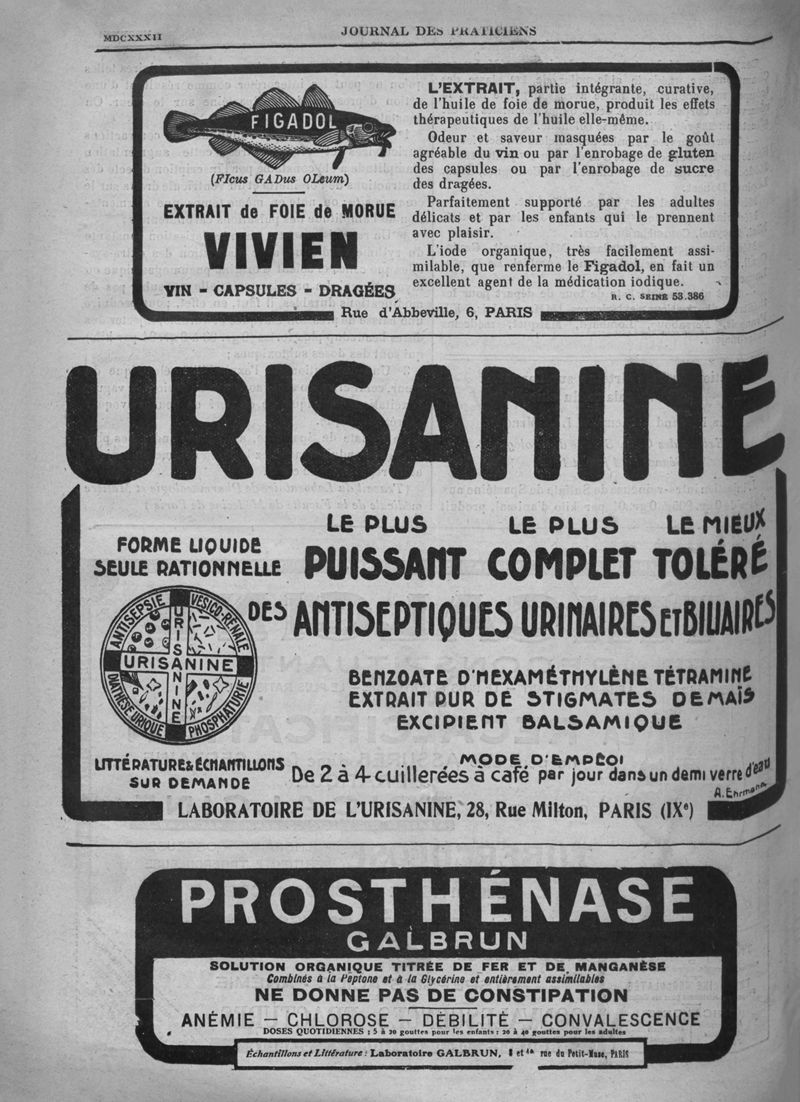 MDCXXXII
JOURNAL DES PRATICIENS
FIGADOL
(FIcus GADus OLeum)
EXTRAIT de FOIE de MORUE
VIVIEN
VIN - CAPSULES - DRAGÉES
L'EXTRAIT, partie intégrante, curative,
de l'huile de foie de morue, produit les effets
thérapeutiques de l'huile elle-même.
Odeur et saveur masquées par le goût
agréable du vin ou par l'enrobage de gluten
des capsules ou par l'enrobage de sucre
des dragées.
Parfaitement supporté par les adultes
délicats et par les enfants qui le prennent
avec plaisir.
L'iode organique, très facilement assi-
milable, que renferme le Figadol, en fait un
excellent agent de la médication iodique.
R. C. SEINE 53.386
Rue d'Abbeville, 6, PARIS
URISANINE
FORME LIQUIDE
SEULE RATIONNELLE
LE PLUS LE PLUS LE MIEUX
PUISSANT COMPLET TOLÉRÉ
DES ANTISEPTIQUES URINAIRES ET BILIAIRES
ANTISEPSIE VESICO-RÉNALE
URISANINE
URISANINE
DIATHÈSE URIQUE PHOSPHATURIE
BENZOATE D'HEXAMÉTHYLÈNE TÉTRAMINE
EXTRAIT PUR DE STIGMATES DE MAÏS
EXCIPIENT BALSAMIQUE
LITTÉRATURE & ÉCHANTILLONS
SUR DEMANDE
MODE D'EMPLOI
De 2 à 4 cuillerées à café par jour dans un demi verre d'eau
A. Ehrmann
LABORATOIRE DE L'URISANINE, 28, Rue Milton, PARIS (IXe)
PROSTHÉNASE
GALBRUN
SOLUTION ORGANIQUE TITRÉE DE FER ET DE MANGANÈSE
Combinés à la Peptone et à la Glycérine et entièrement assimilables
NE DONNE PAS DE CONSTIPATION
ANÉMIE — CHLOROSE — DÉBILITÉ — CONVALESCENCE
DOSES QUOTIDIENNES : 5 à 20 gouttes pour les enfants : 20 à 40 gouttes pour les adultes
Échantillons et Littérature : Laboratoire GALBRUN, 8 et 10 rue du Petit-Musc, PARIS